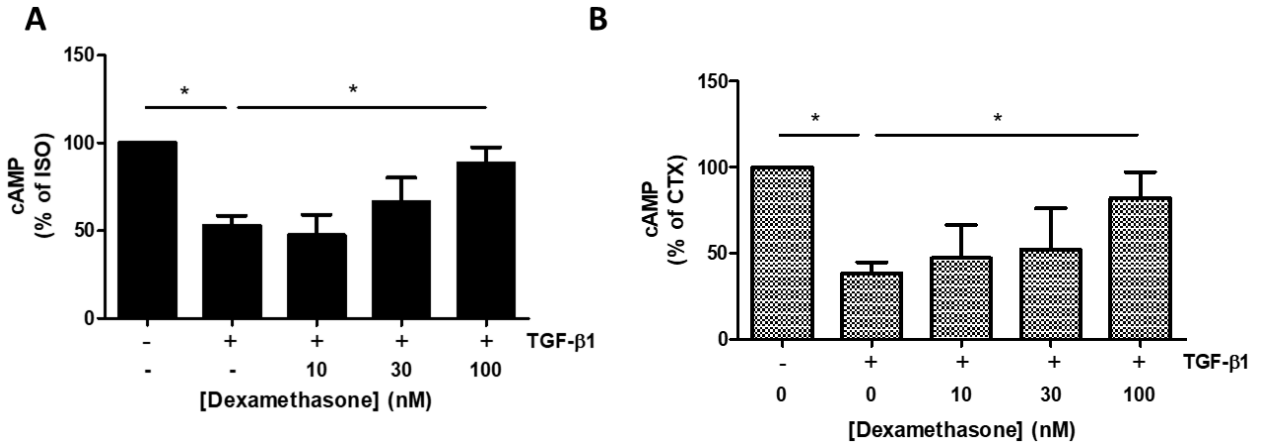 A
150
100
50
0
cAMP
(% of ISO)
*
*
- + + + + TGF-β1
- - 10 30 100
[Dexamethasone] (nM)
B
150
100
50
0
cAMP
(% of CTX)
*
*
- + + + + TGF-β1
0 0 10 30 100
[Dexamethasone] (nM)